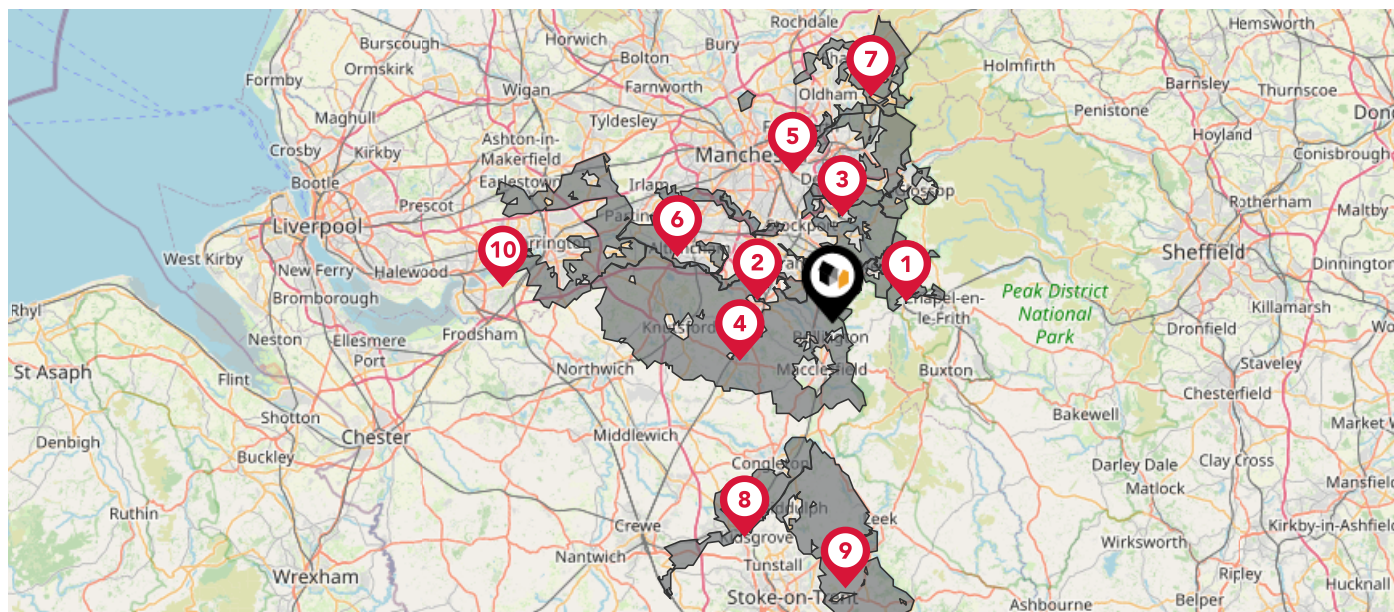 Rochdale
Hemsworth
Burscough
Horwich
Bury
7
Bolton
Holmfirth
Ormskirk
Formby
Wigan
Farnworth
Oldham
Barnsley
Thurnscoe
Maghull
Tyldesley
Penistone
5
Hoyland
Crosby
Kirkby
Ashton-in-
Makerfield
Manches
Conisbrough
Bootle
Earlestown
Irlam
3
Glossop
Prescot
Rotherham
Maltby
Liverpool
6
Stockport
10
Sheffield
West Kirby
New Ferry
Halewood
2
1
Dinnington
Bromborough
Chapel-en-
le-Frith
Peak District
National
Park
Killamarsh
Rhyl
Neston
Ellesmere
Port
Frodsham
Knutsford
4
Bollington
Dronfield
St Asaph
Flint
Northwich
Macclesfield
Buxton
Staveley
Chesterfield
Shotton
Bakewell
Denbigh
Chester
Middlewich
Market
Buckley
Congleton
Darley Dale
Clay Cross
Matlock
Mansfield
Ruthin
8
Crewe
Kirkby-in-Ashfield
Nantwich
dsgrove
Wirksworth
9
Tunstall
Wrexham
Ripley
Hucknall
Stoke-on-Trent
Ashbourne
Belper